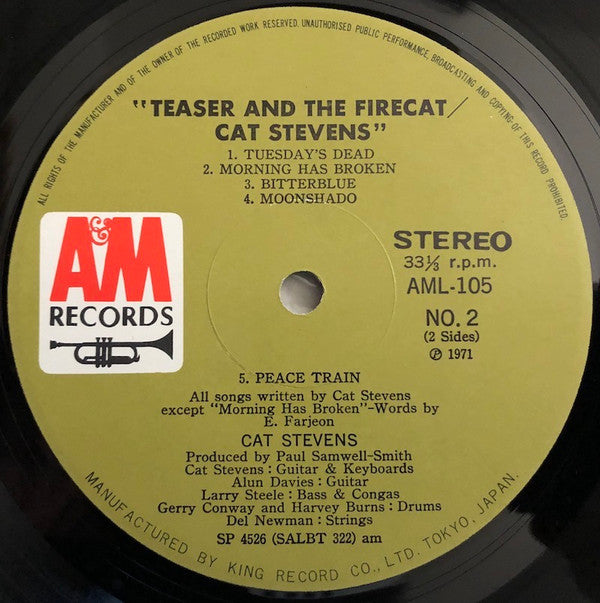 ALL RIGHTS OF THE MANUFACTURER AND OF THE OWNER OF THE RECORDED WORK RESERVED. UNAUTHORISED PUBLIC PERFORMANCE, BROADCASTING AND COPYING OF THIS RECORD PROHIBITED.
"TEASER AND THE FIRECAT/
CAT STEVENS"
1. TUESDAY'S DEAD
2. MORNING HAS BROKEN
3. BITTERBLUE
4. MOONSHADO
A&M
RECORDS
STEREO
33⅓ r.p.m.
AML-105
NO. 2
(2 Sides)
℗ 1971
5. PEACE TRAIN
All songs written by Cat Stevens
except "Morning Has Broken"-Words by
E. Farjeon
CAT STEVENS
Produced by Paul Samwell-Smith
Cat Stevens : Guitar & Keyboards
Alun Davies : Guitar
Larry Steele : Bass & Congas
Gerry Conway and Harvey Burns : Drums
Del Newman : Strings
SP 4526 (SALBT 322) am
MANUFACTURED BY KING RECORD CO., LTD. TOKYO, JAPAN.